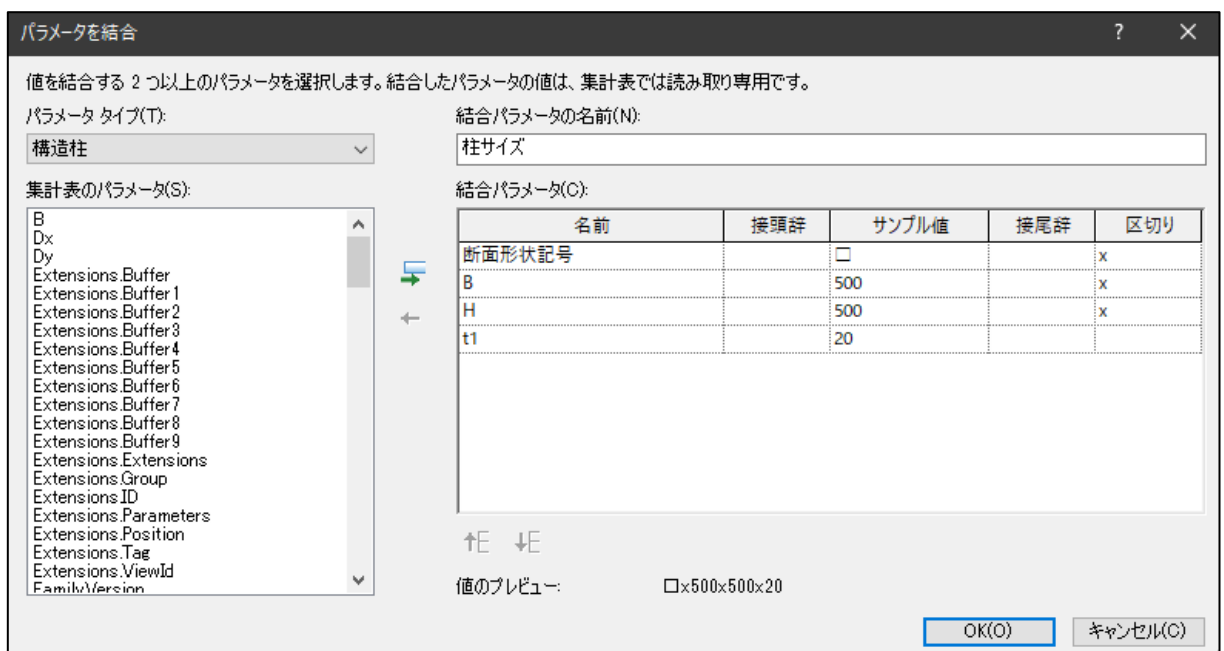 パラメータを結合
? ×
値を結合する 2 つ以上のパラメータを選択します。結合したパラメータの値は、集計表では読み取り専用です。
パラメータ タイプ(T):
構造柱
集計表のパラメータ(S):
B
Dx
Dy
Extensions.Buffer
Extensions.Buffer1
Extensions.Buffer2
Extensions.Buffer3
Extensions.Buffer4
Extensions.Buffer5
Extensions.Buffer6
Extensions.Buffer7
Extensions.Buffer8
Extensions.Buffer9
Extensions.Extensions
Extensions.Group
Extensions.ID
Extensions.Parameters
Extensions.Position
Extensions.Tag
Extensions.ViewId
FamilyVersion
結合パラメータの名前(N):
柱サイズ
結合パラメータ(C):
名前 接頭辞 サンプル値 接尾辞 区切り
断面形状記号 □ x
B 500 x
H 500 x
t1 20
値のプレビュー: □x500x500x20
OK(O) キャンセル(C)